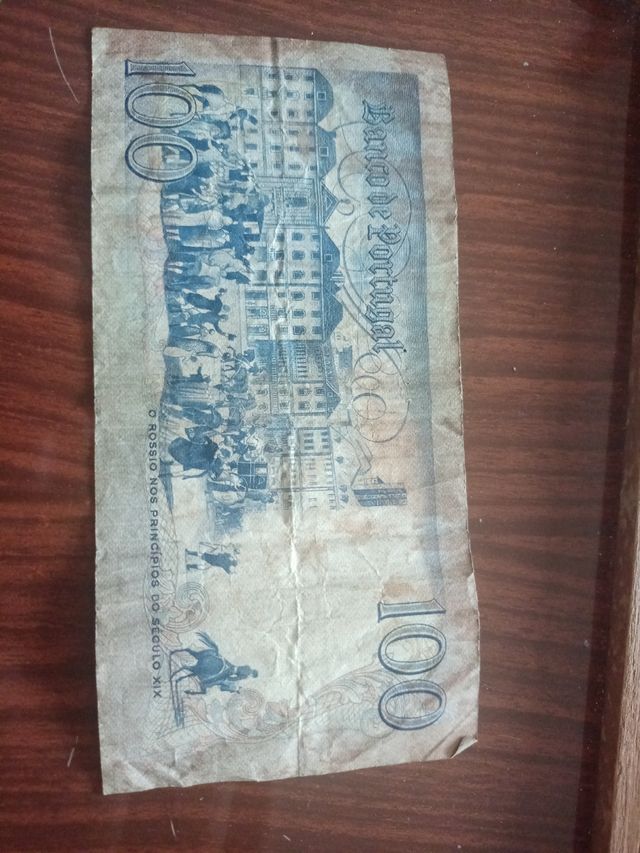 Banco de Portugal
100
100
O ROSSIO NOS PRINCÍPIOS DO SÉCULO XIX